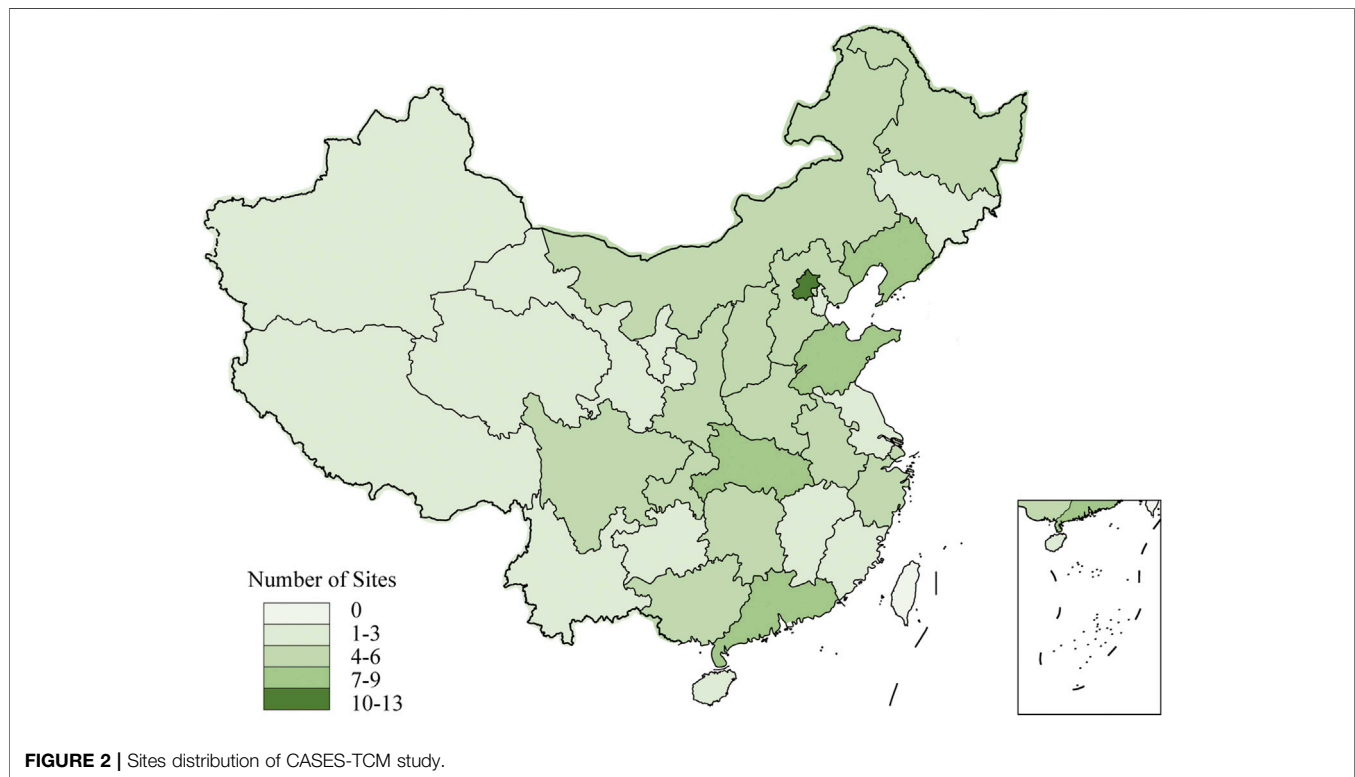 Number of Sites
0
1-3
4-6
7-9
10-13
FIGURE 2 | Sites distribution of CASES-TCM study.